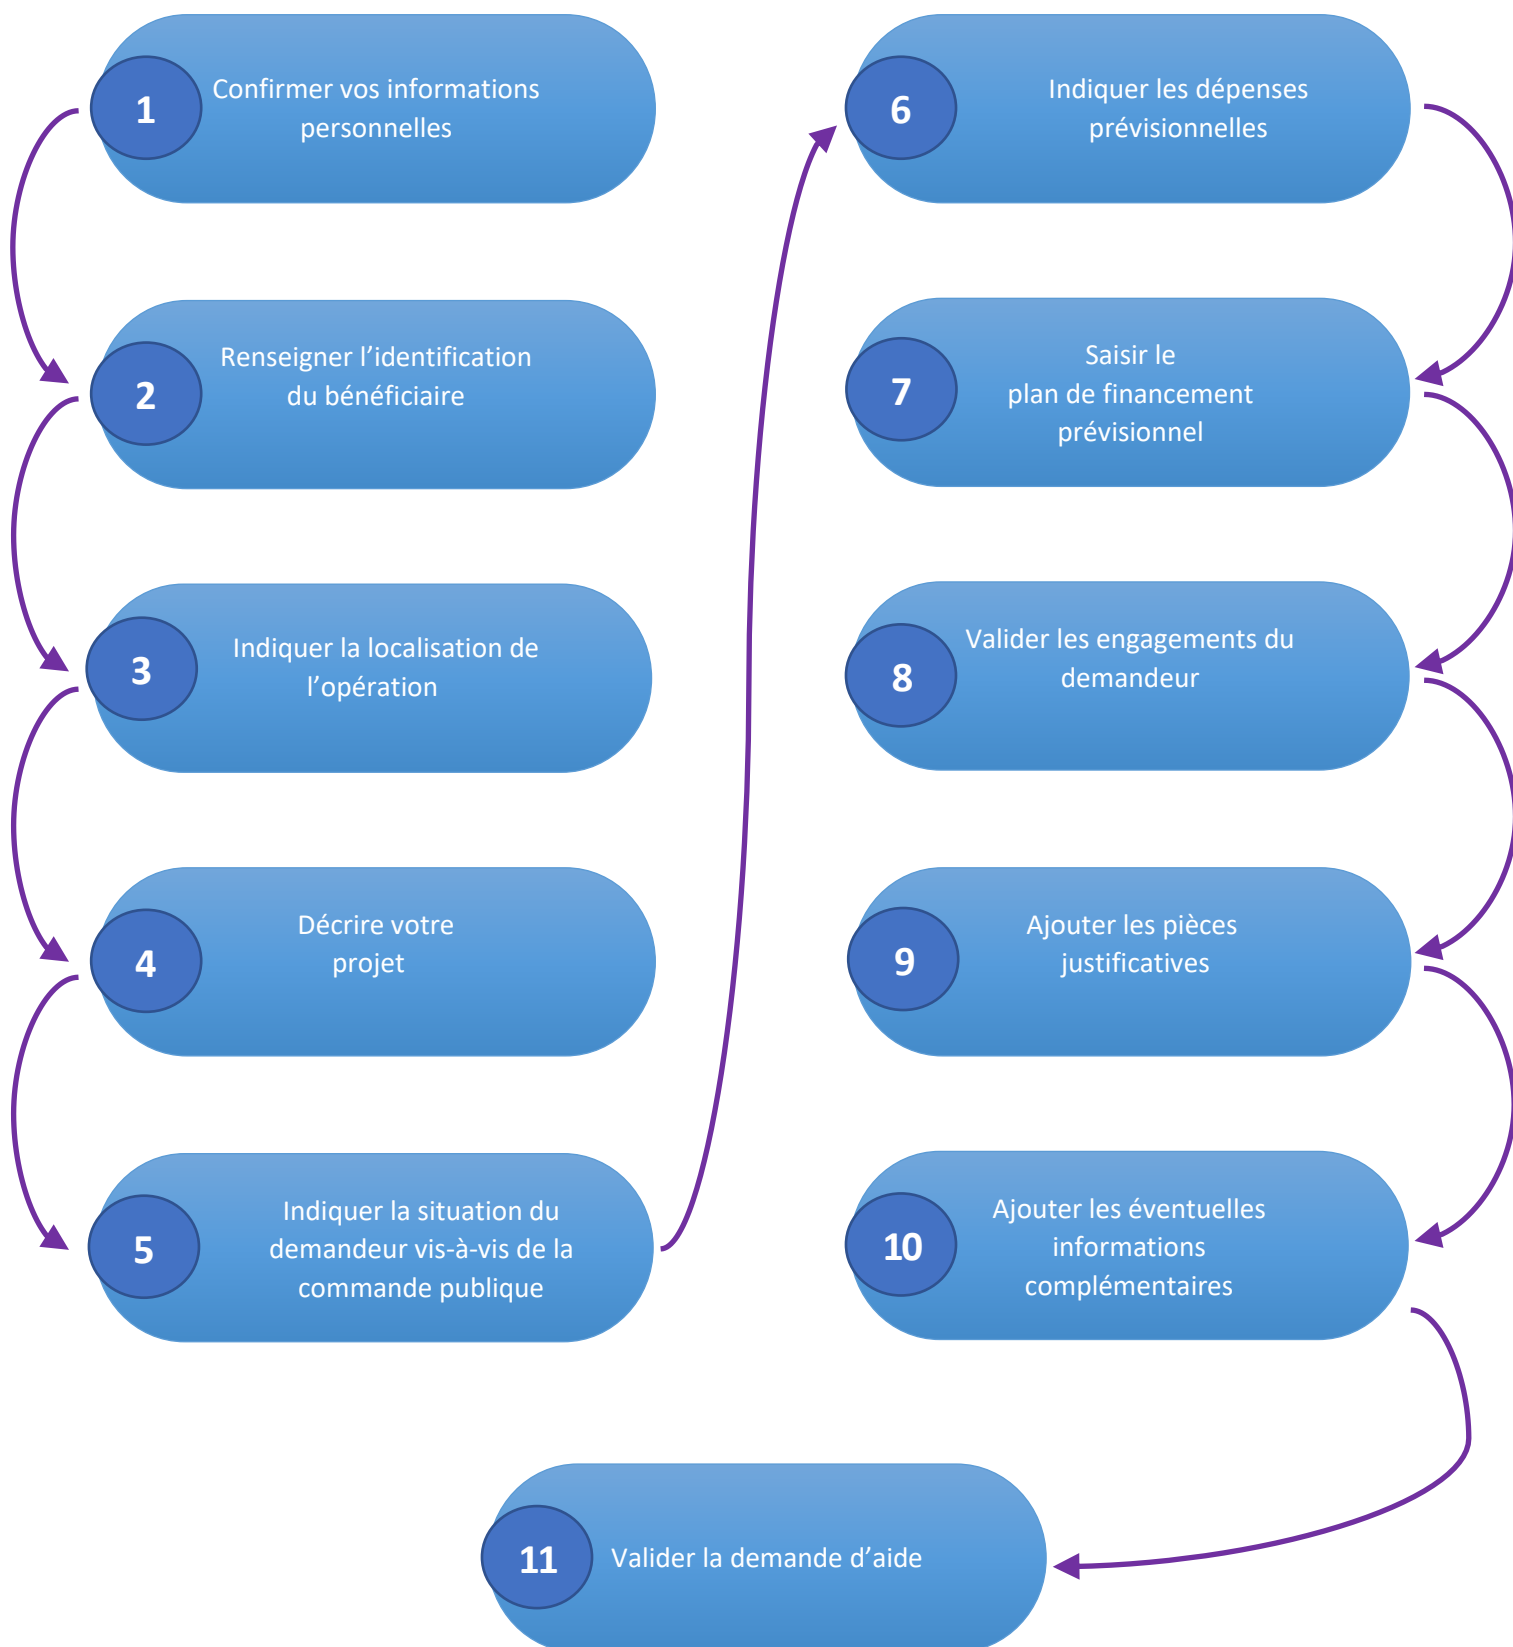 1
Confirmer vos informations
personnelles
2
Renseigner l’identification
du bénéficiaire
3
Indiquer la localisation de
l’opération
4
Décrire votre
projet
5
Indiquer la situation du
demandeur vis-à-vis de la
commande publique
6
Indiquer les dépenses
prévisionnelles
7
Saisir le
plan de financement
prévisionnel
8
Valider les engagements du
demandeur
9
Ajouter les pièces
justificatives
10
Ajouter les éventuelles
informations
complémentaires
11
Valider la demande d’aide